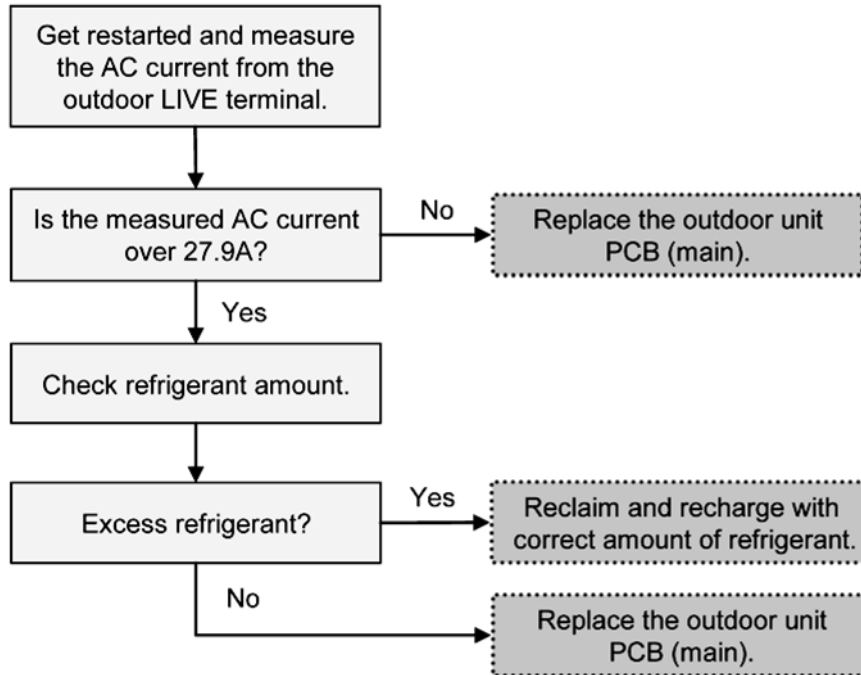 Get restarted and measure
the AC current from the
outdoor LIVE terminal.
Is the measured AC current
over 27.9A?
No
Replace the outdoor unit
PCB (main).
Yes
Check refrigerant amount.
Excess refrigerant?
Yes
Reclaim and recharge with
correct amount of refrigerant.
No
Replace the outdoor unit
PCB (main).